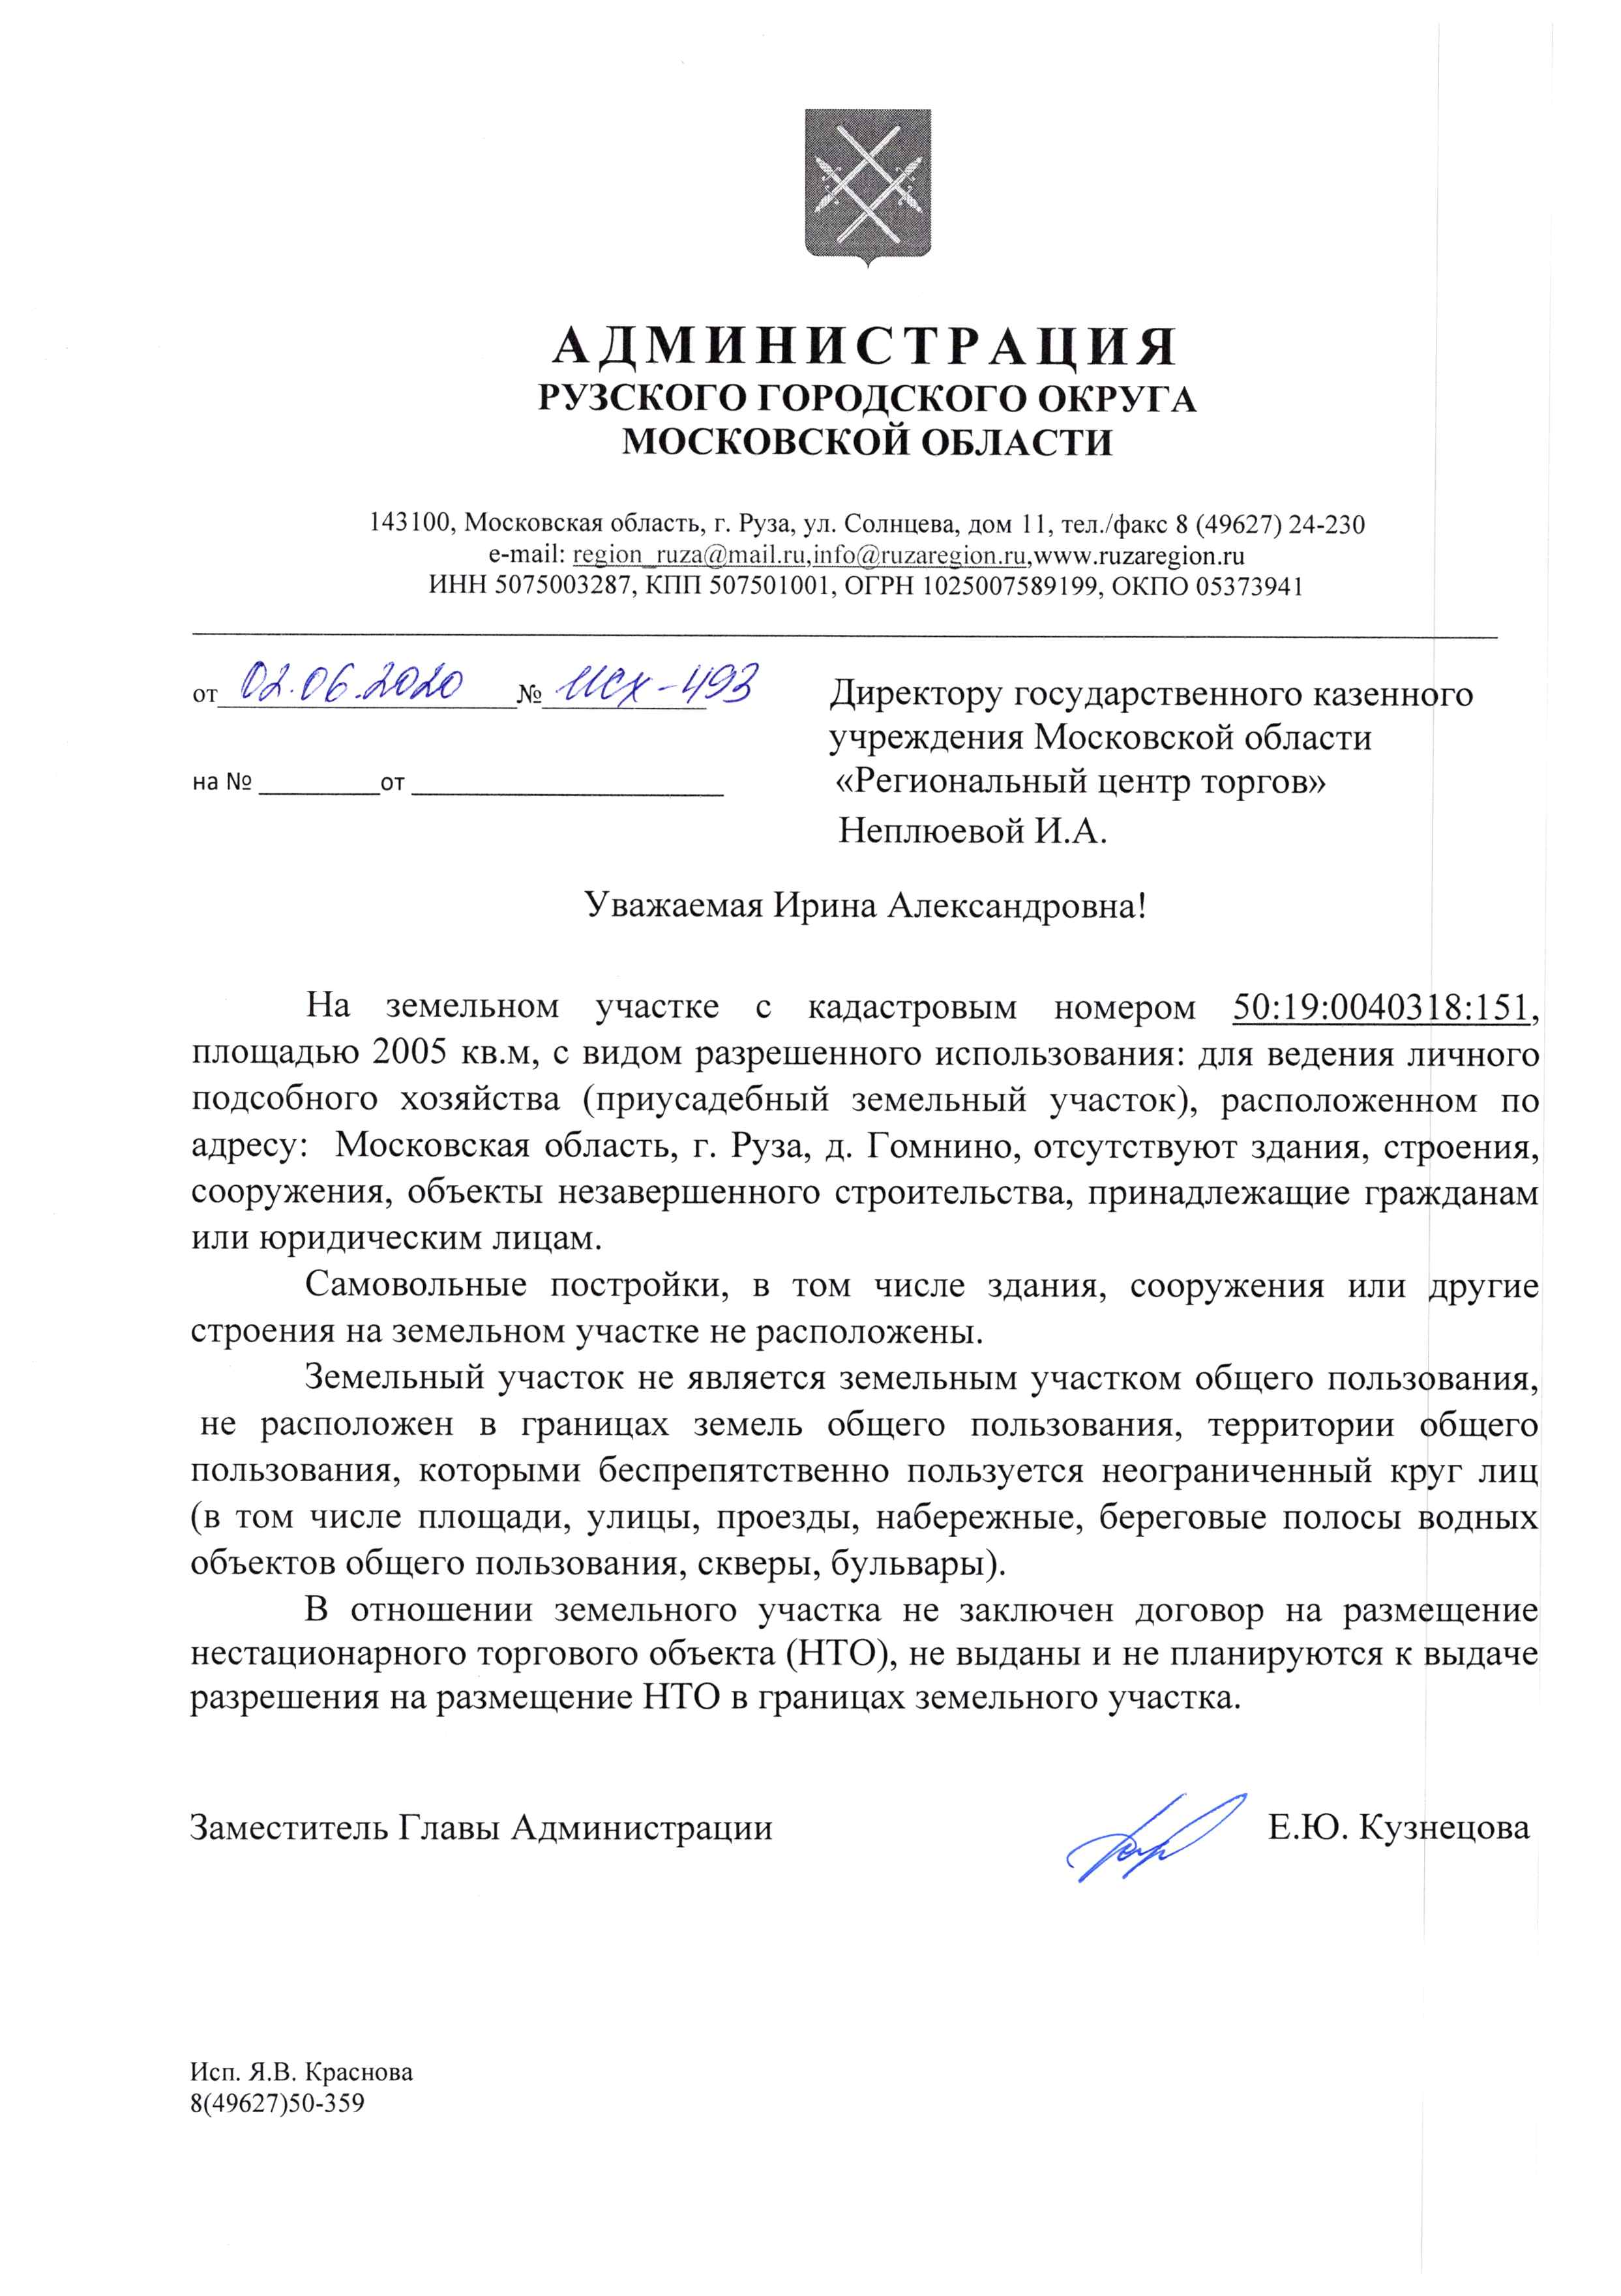 АДМИНИСТРАЦИЯ
РУЗСКОГО ГОРОДСКОГО ОКРУГА
МОСКОВСКОЙ ОБЛАСТИ
143100, Московская область, г. Руза, ул. Солнцева, дом 11, тел./факс 8 (49627) 24-230
e-mail: region_ruza@mail.ru,info@ruzaregion.ru,www.ruzaregion.ru
ИНН 5075003287, КПП 507501001, ОГРН 1025007589199, ОКПО 05373941
от 02.06.2020 № исх-493
на № _________от _______________________
Директору государственного казенного
учреждения Московской области
«Региональный центр торгов»
Неплюевой И.А.
Уважаемая Ирина Александровна!
На земельном участке с кадастровым номером 50:19:0040318:151,
площадью 2005 кв.м, с видом разрешенного использования: для ведения личного
подсобного хозяйства (приусадебный земельный участок), расположенном по
адресу: Московская область, г. Руза, д. Гомнино, отсутствуют здания, строения,
сооружения, объекты незавершенного строительства, принадлежащие гражданам
или юридическим лицам.
Самовольные постройки, в том числе здания, сооружения или другие
строения на земельном участке не расположены.
Земельный участок не является земельным участком общего пользования,
не расположен в границах земель общего пользования, территории общего
пользования, которыми беспрепятственно пользуется неограниченный круг лиц
(в том числе площади, улицы, проезды, набережные, береговые полосы водных
объектов общего пользования, скверы, бульвары).
В отношении земельного участка не заключен договор на размещение
нестационарного торгового объекта (НТО), не выданы и не планируются к выдаче
разрешения на размещение НТО в границах земельного участка.
Заместитель Главы Администрации Е.Ю. Кузнецова
Исп. Я.В. Краснова
8(49627)50-359